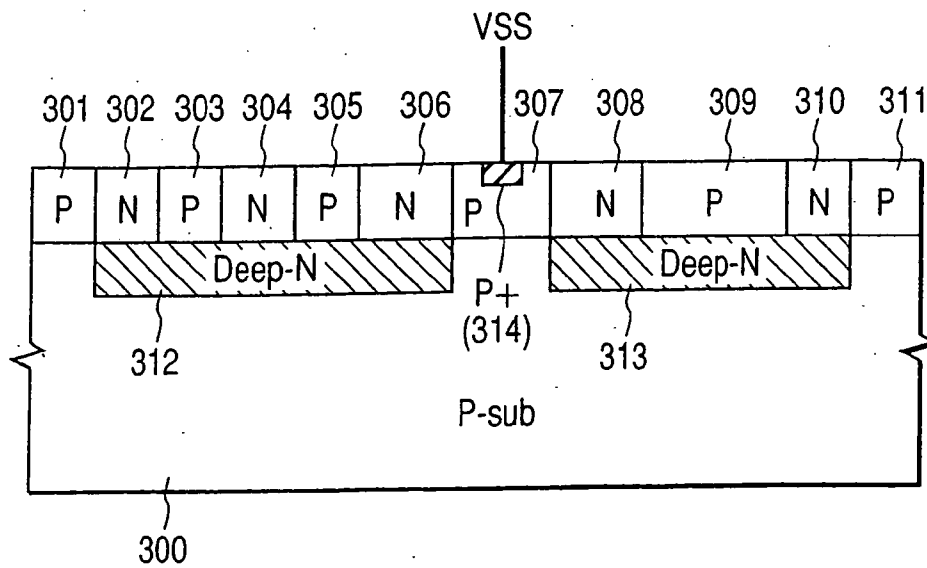 VSS
301 302 303 304 305 306 307 308 309 310 311
P N P N P N P N P N P
Deep-N Deep-N
P+
(314)
312 313
P-sub
300